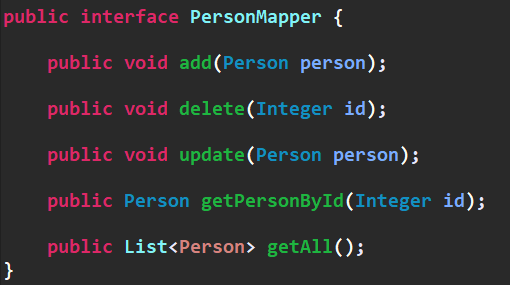 public interface PersonMapper {
public void add(Person person);
public void delete(Integer id);
public void update(Person person);
public Person getPersonById(Integer id);
public List<Person> getAll();
}